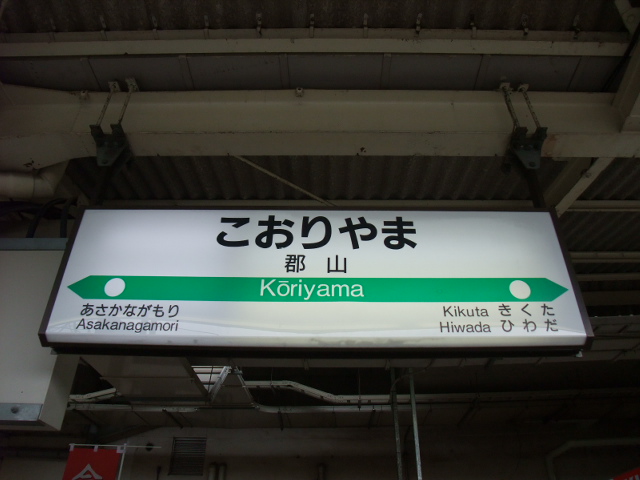 こおりやま
郡山
Kōriyama
あさかながもり
Asakanagamori
Kikuta きくた
Hiwada ひわだ